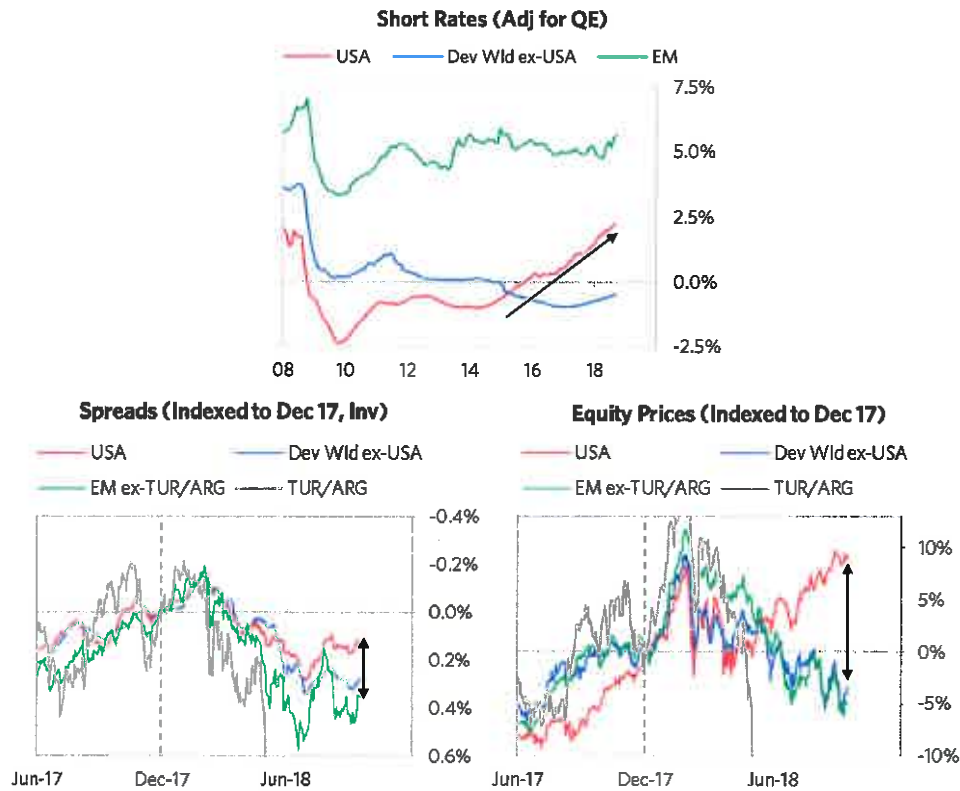 Short Rates (Adj for QE)
USA Dev Wld ex-USA EM
7.5%
5.0%
2.5%
0.0%
-2.5%
08 10 12 14 16 18
Spreads (Indexed to Dec 17, Inv)
USA Dev Wld ex-USA
EM ex-TUR/ARG TUR/ARG
-0.4%
-0.2%
0.0%
0.2%
0.4%
0.6%
Jun-17 Dec-17 Jun-18
Equity Prices (Indexed to Dec 17)
USA Dev Wld ex-USA
EM ex-TUR/ARG TUR/ARG
10%
5%
0%
-5%
-10%
Jun-17 Dec-17 Jun-18